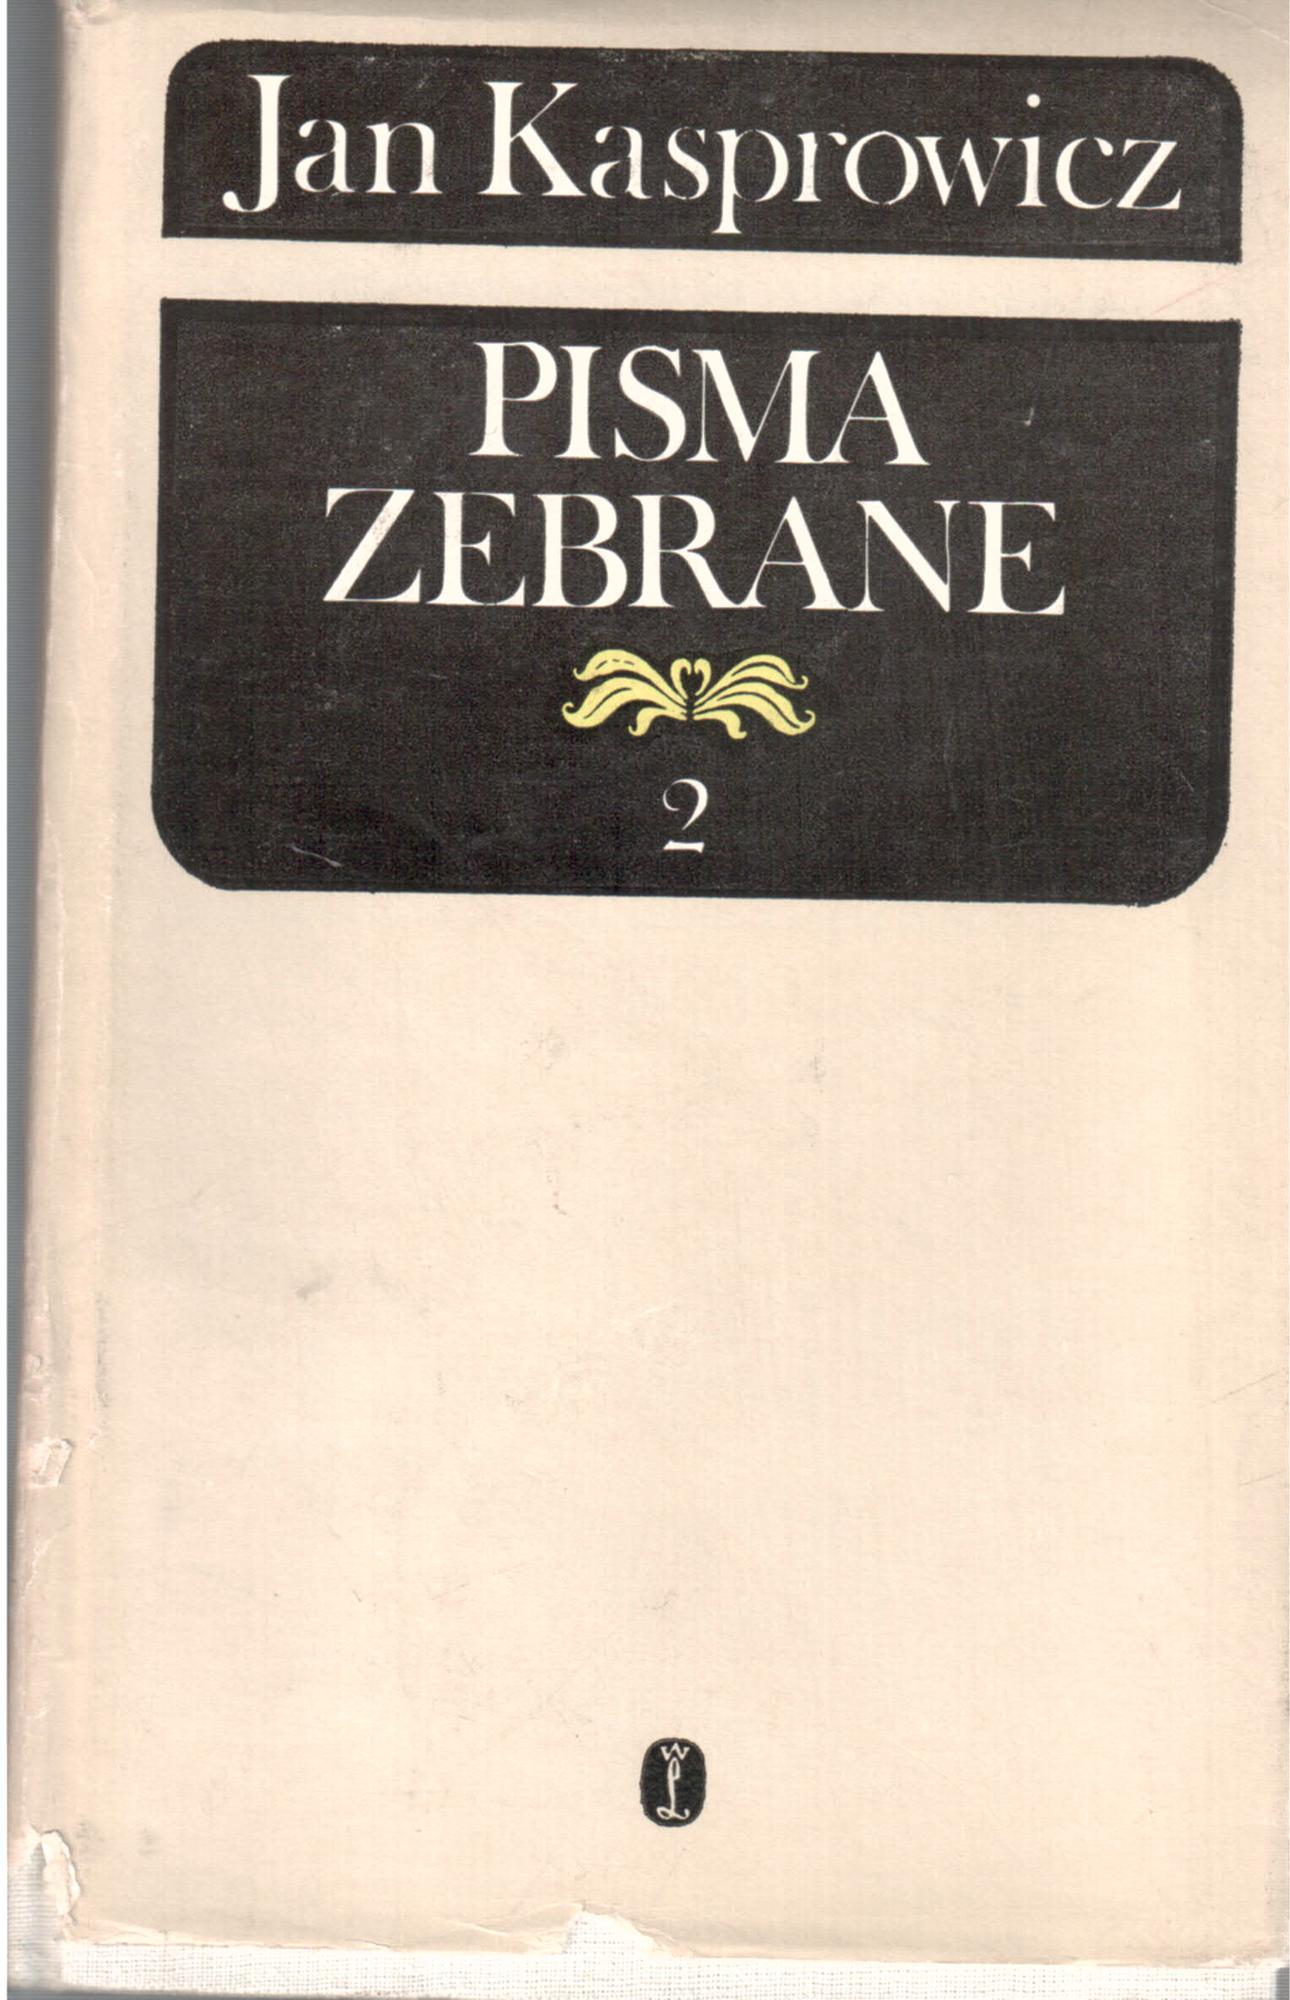 Jan Kasprowicz
PISMA
ZEBRANE
2
W
L